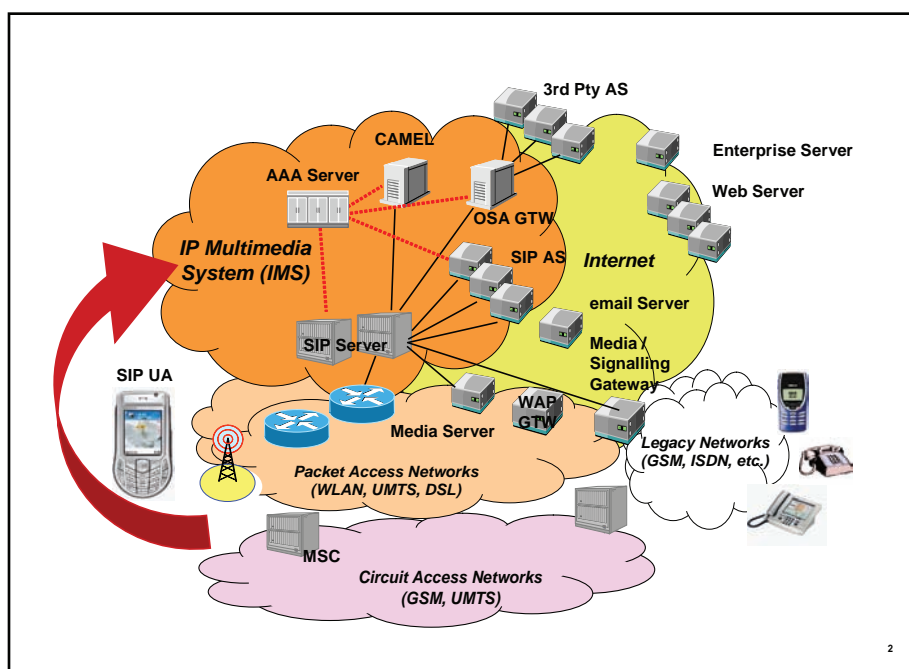 3rd Pty AS
CAMEL
Enterprise Server
AAA Server
Web Server
OSA GTW
IP Multimedia
System (IMS)
SIP AS
Internet
email Server
SIP Server
Media /
Signalling
Gateway
SIP UA
WAP
GTW
Media Server
Legacy Networks
(GSM, ISDN, etc.)
Packet Access Networks
(WLAN, UMTS, DSL)
MSC
Circuit Access Networks
(GSM, UMTS)
2